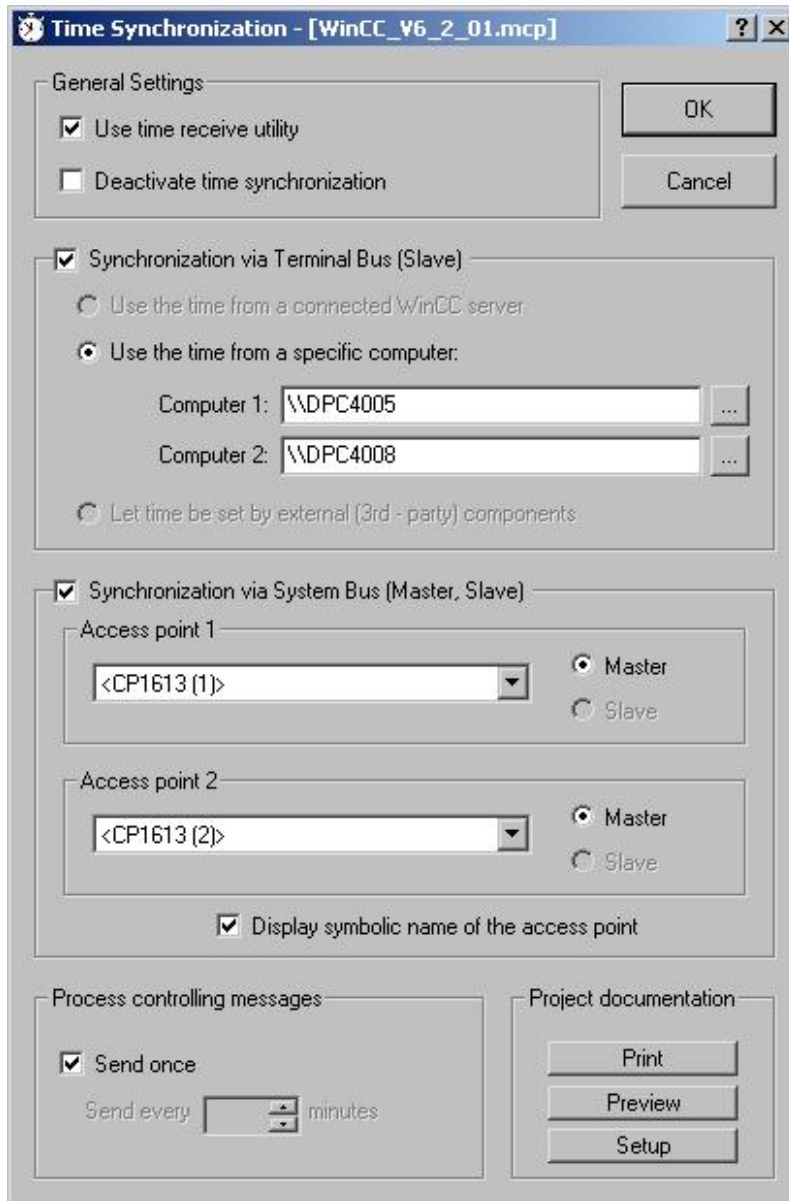 Time Synchronization - [WinCC_V6_2_01.mcp]
General Settings
Use time receive utility
Deactivate time synchronization
OK
Cancel
Synchronization via Terminal Bus (Slave)
Use the time from a connected WinCC server
Use the time from a specific computer:
Computer 1: \\DPC4005 ...
Computer 2: \\DPC4008 ...
Let time be set by external (3rd - party) components
Synchronization via System Bus (Master, Slave)
Access point 1
<CP1613 (1)>
Master
Slave
Access point 2
<CP1613 (2)>
Master
Slave
Display symbolic name of the access point
Process controlling messages
Send once
Send every minutes
Project documentation
Print
Preview
Setup